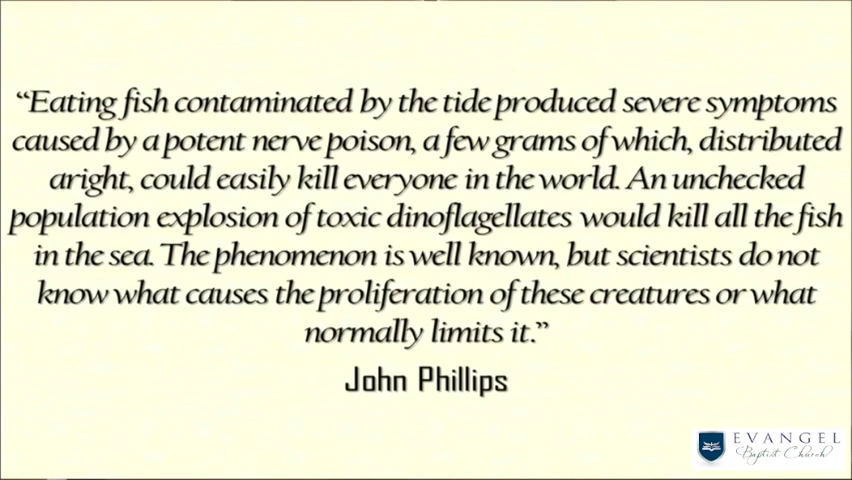 “Eating fish contaminated by the tide produced severe symptoms
caused by a potent nerve poison, a few grams of which, distributed
aright, could easily kill everyone in the world. An unchecked
population explosion of toxic dinoflagellates would kill all the fish
in the sea. The phenomenon is well known, but scientists do not
know what causes the proliferation of these creatures or what
normally limits it.”
John Phillips
EVANGEL
Baptist Church